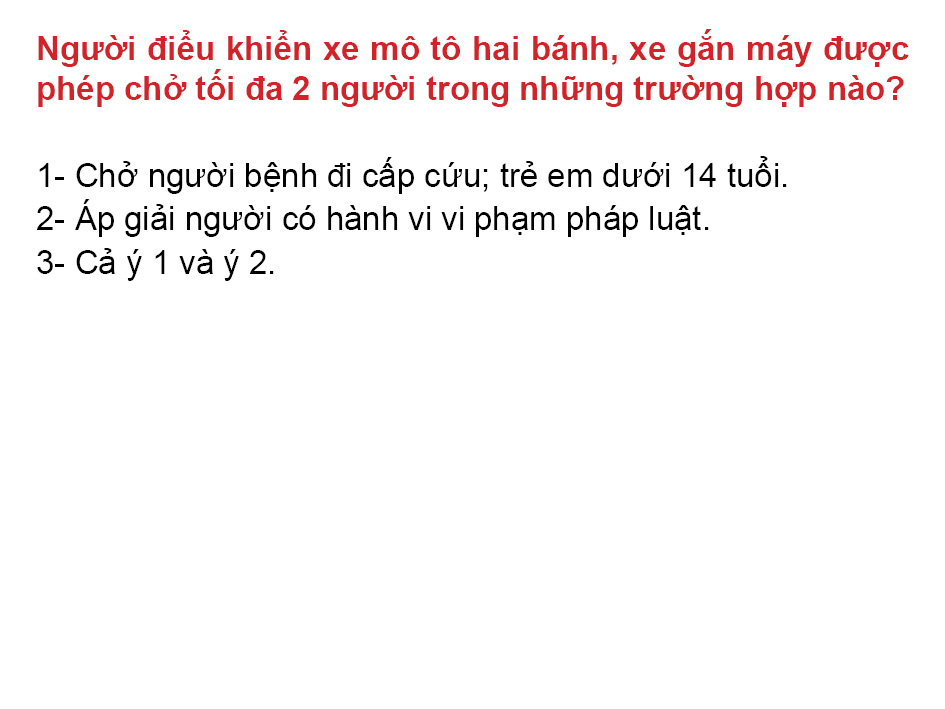 Người điểu khiển xe mô tô hai bánh, xe gắn máy được
phép chở tối đa 2 người trong những trường hợp nào?
1- Chở người bệnh đi cấp cứu; trẻ em dưới 14 tuổi.
2- Áp giải người có hành vi vi phạm pháp luật.
3- Cả ý 1 và ý 2.